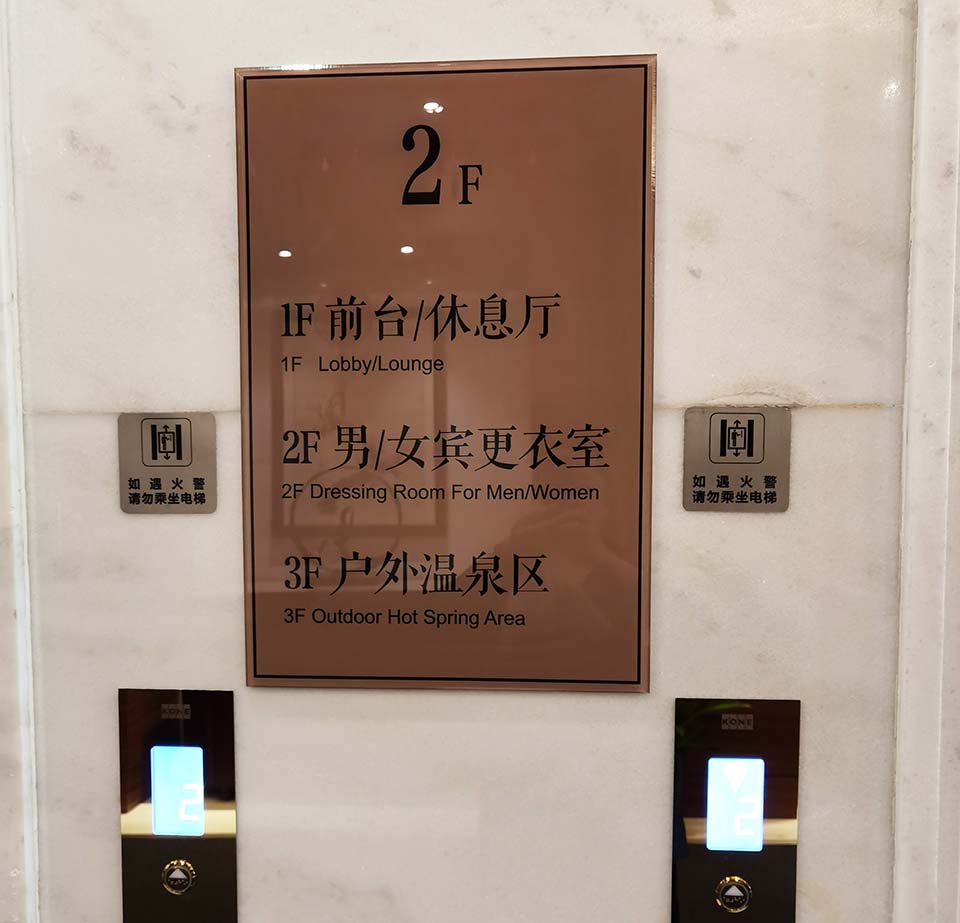 2 F
1F 前台/休息厅
1F Lobby/Lounge
2F 男/女宾更衣室
2F Dressing Room For Men/Women
3F 户外温泉区
3F Outdoor Hot Spring Area
如遇火警
请勿乘坐电梯
如遇火警
请勿乘坐电梯
KONE
2
KONE
2